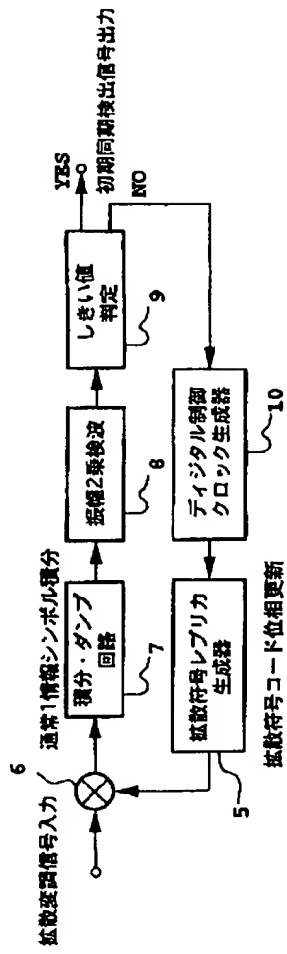 拡散変調信号入力
6
通常1情報シンボル積分
積分・ダンプ
回路
7
振幅2乗検波
8
しきい値
判定
9
YES
初期同期検出信号出力
NO
ディジタル制御
クロック生成器
10
拡散符号レプリカ
生成器
5
拡散符号コード位相更新